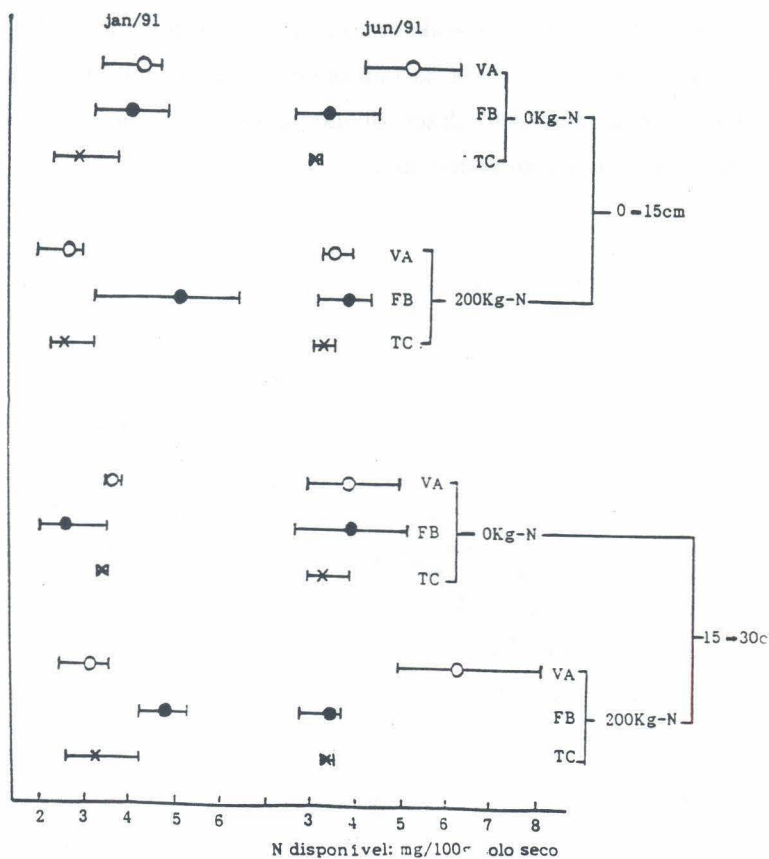 jan/91 jun/91
VA
FB 0Kg-N
TC
0-15cm
VA
FB 200Kg-N
TC
VA
FB 0Kg-N
TC
15-30c
VA
FB 200Kg-N
TC
2 3 4 5 6 3 4 5 6 7 8
N disponível: mg/100 olo seco